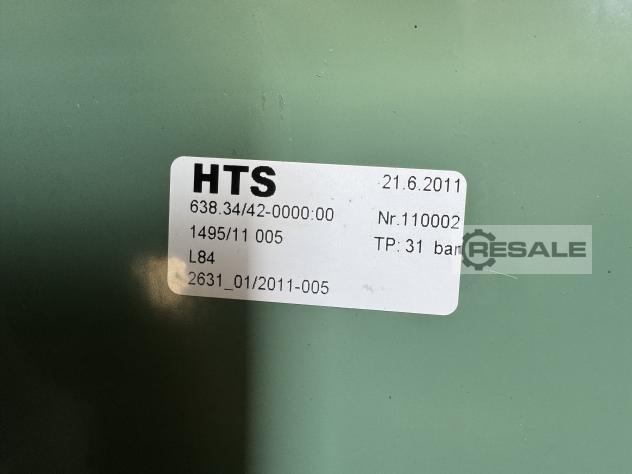 HTS 21.6.2011
638.34/42-0000:00 Nr.110002
1495/11 005 TP: 31 bar
L84
2631_01/2011-005
RESALE